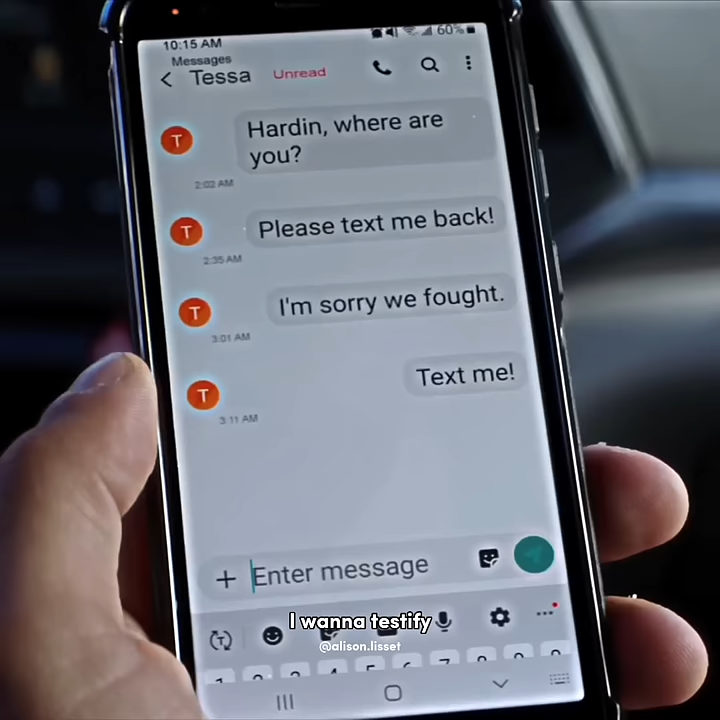 10:15 AM
60%
Messages
Tessa
Unread
Hardin, where are
you?
2:02 AM
Please text me back!
2:35 AM
I'm sorry we fought.
3:01 AM
Text me!
3:11 AM
Enter message
I wanna testify
@alison.lisset